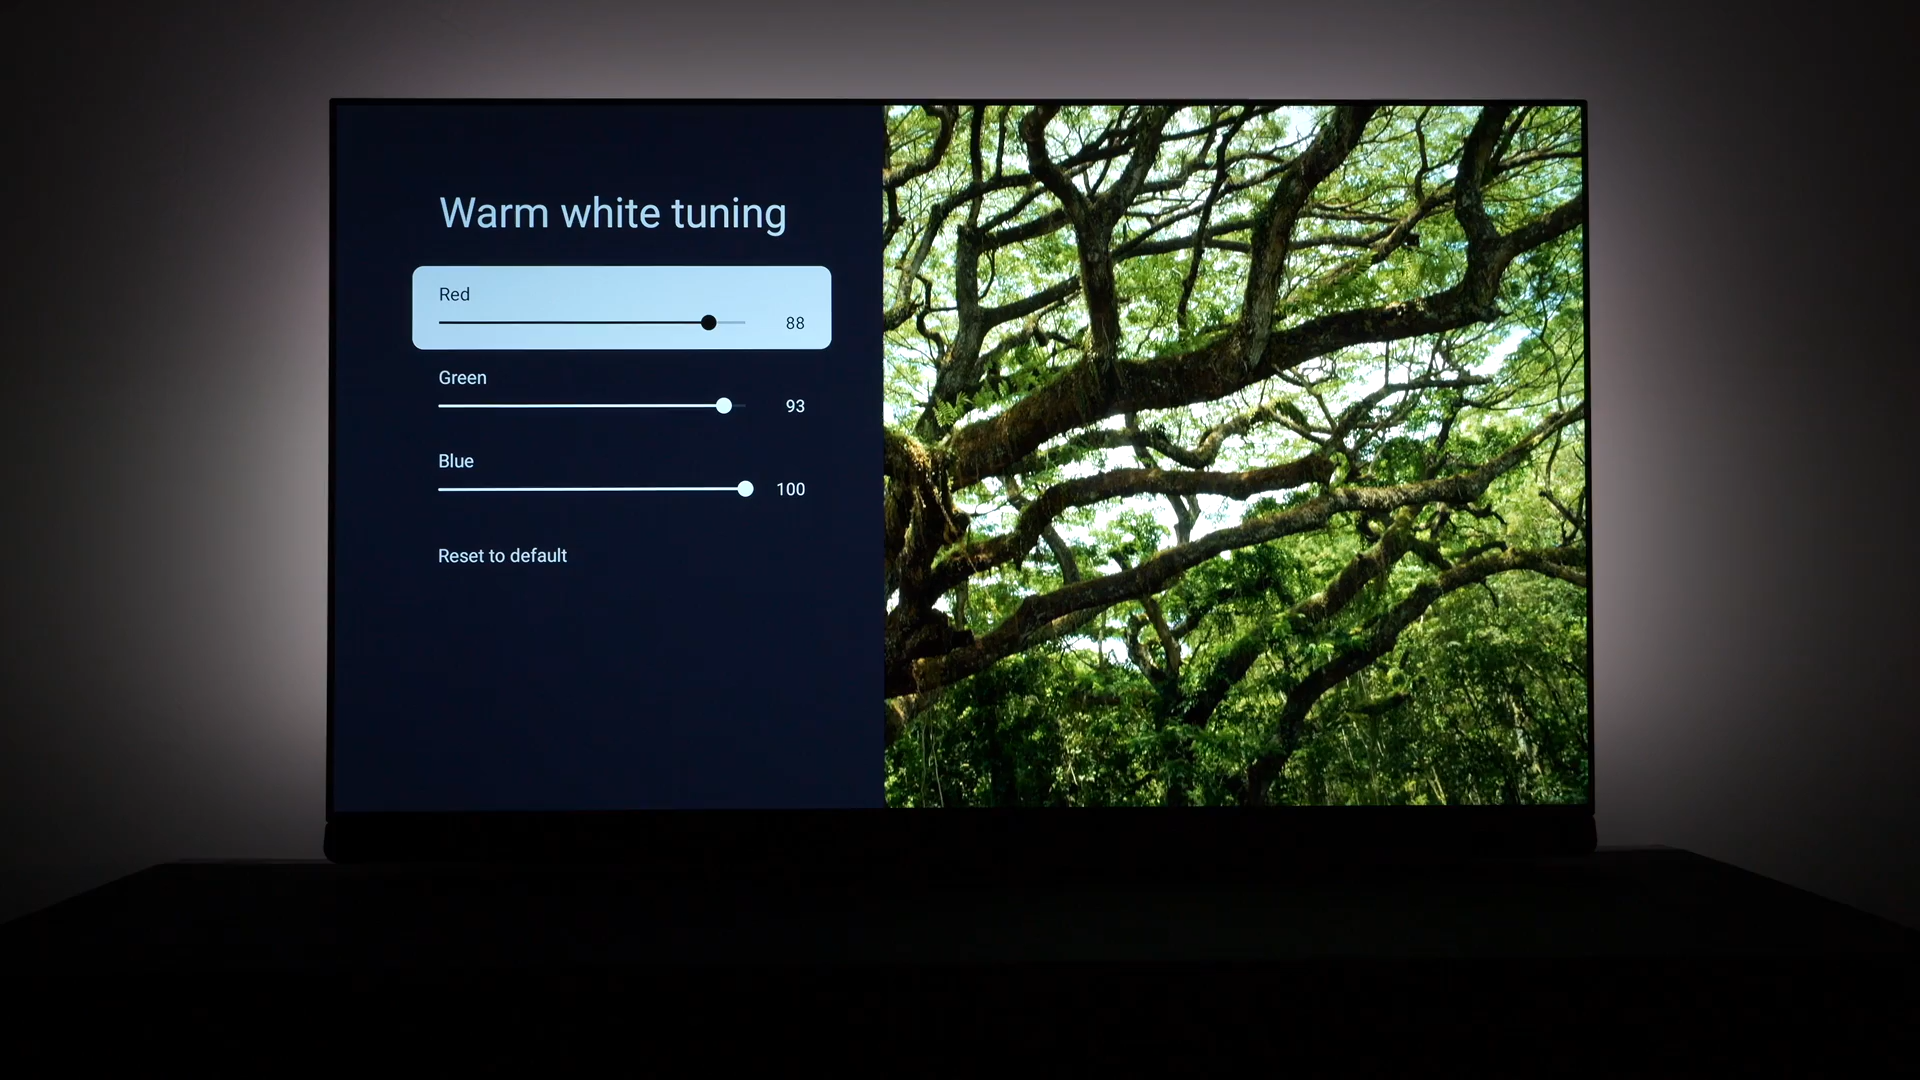 Warm white tuning
Red
88
Green
93
Blue
100
Reset to default